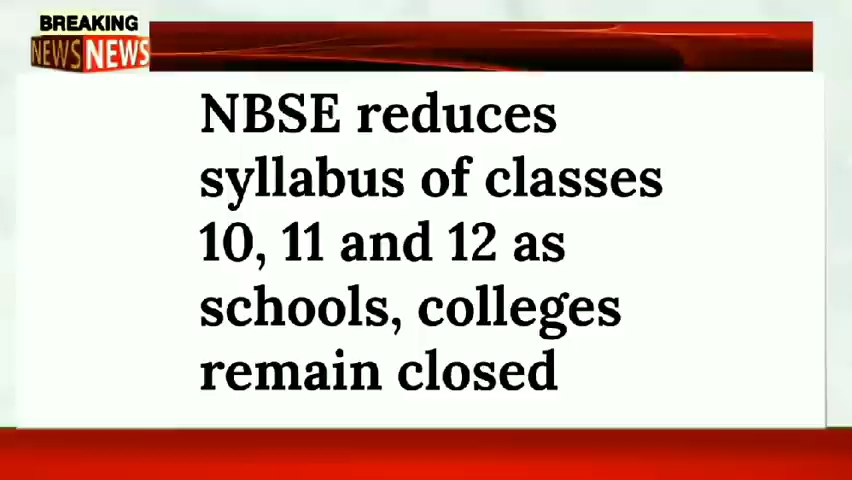 BREAKING
NEWS NEWS
NBSE reduces
syllabus of classes
10, 11 and 12 as
schools, colleges
remain closed